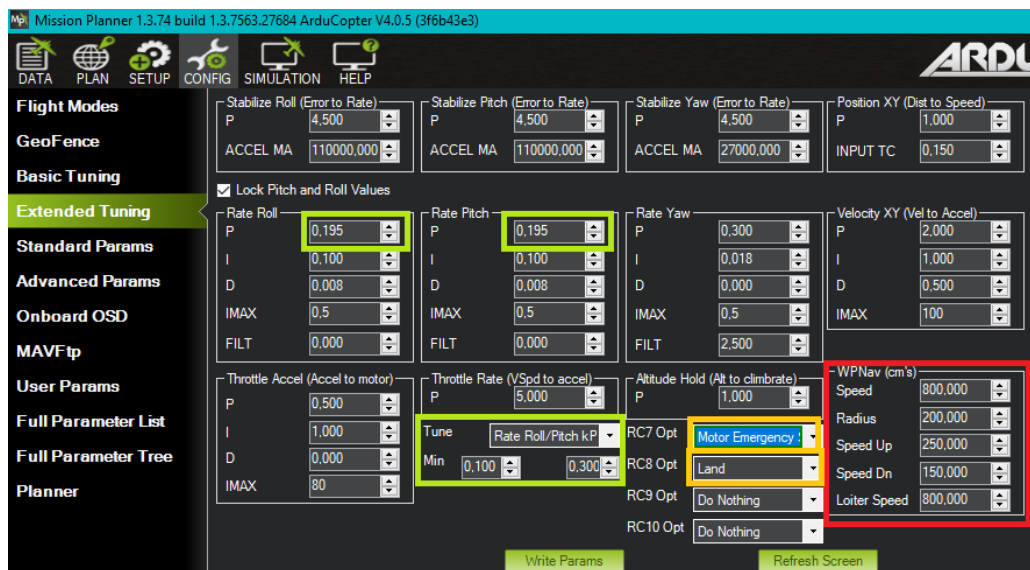 Mission Planner 1.3.74 build 1.3.7563.27684 ArduCopter V4.0.5 (3f6b43e3)
DATA PLAN SETUP CONFIG SIMULATION HELP
Flight Modes
GeoFence
Basic Tuning
Extended Tuning
Standard Params
Advanced Params
Onboard OSD
MAVFtp
User Params
Full Parameter List
Full Parameter Tree
Planner
Stabilize Roll (Error to Rate)
P 4,500
ACCEL MA 110000,000
Stabilize Pitch (Error to Rate)
P 4,500
ACCEL MA 110000,000
Stabilize Yaw (Error to Rate)
P 4,500
ACCEL MA 27000,000
Position XY (Dist to Speed)
P 1,000
INPUT TC 0,150
Lock Pitch and Roll Values
Rate Roll
P 0,195
I 0,100
D 0,008
IMAX 0,5
FILT 0,000
Rate Pitch
P 0,195
I 0,100
D 0,008
IMAX 0,5
FILT 0,000
Rate Yaw
P 0,300
I 0,018
D 0,000
IMAX 0,5
FILT 2,500
Velocity XY (Vel to Accel)
P 2,000
I 1,000
D 0,500
IMAX 100
Throttle Accel (Accel to motor)
P 0,500
I 1,000
D 0,000
IMAX 80
Throttle Rate (VSpd to accel)
P 5,000
Tune Rate Roll/Pitch kP
Min 0,100 0,300
Altitude Hold (Alt to climbrate)
P 1,000
RC7 Opt Motor Emergency
RC8 Opt Land
RC9 Opt Do Nothing
RC10 Opt Do Nothing
WPNav (cm's)
Speed 800,000
Radius 200,000
Speed Up 250,000
Speed Dn 150,000
Loiter Speed 800,000
Write Params
Refresh Screen